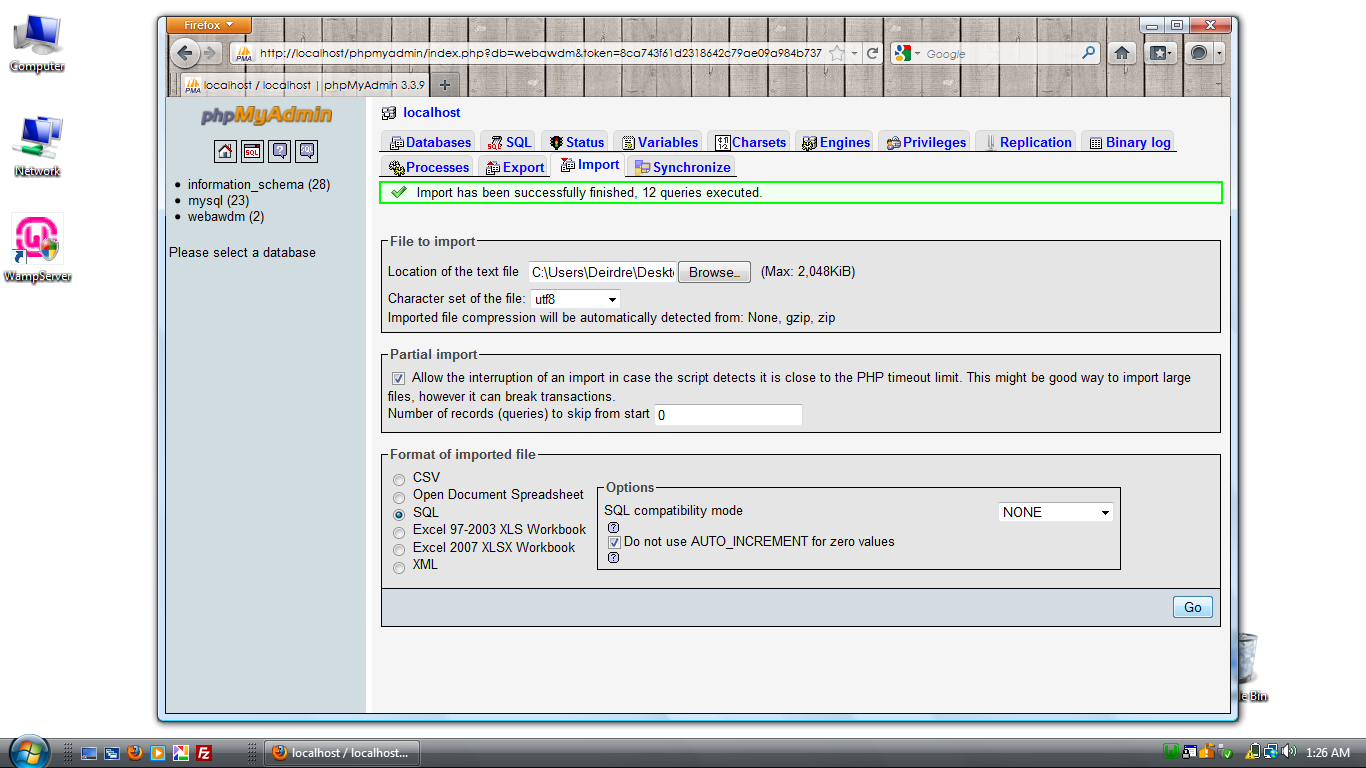 Firefox
Computer
http://localhost/phpmyadmin/index.php?db=webawdm&token=8ca743f61d2318642c79ae09a984b737
Google
localhost / localhost | phpMyAdmin 3.3.9
phpMyAdmin
localhost
Databases SQL Status Variables Charsets Engines Privileges Replication Binary log
SQL
Processes Export Import Synchronize
Network
information_schema (28)
mysql (23)
webawdm (2)
Import has been successfully finished, 12 queries executed.
Please select a database
WampServer
File to import
Location of the text file C:\Users\Deirdre\Deskt Browse... (Max: 2,048KiB)
Character set of the file: utf8
Imported file compression will be automatically detected from: None, gzip, zip
Partial import
Allow the interruption of an import in case the script detects it is close to the PHP timeout limit. This might be good way to import large
files, however it can break transactions.
Number of records (queries) to skip from start 0
Format of imported file
CSV
Open Document Spreadsheet
SQL
Excel 97-2003 XLS Workbook
Excel 2007 XLSX Workbook
XML
Options
SQL compatibility mode NONE
Do not use AUTO_INCREMENT for zero values
Go
le Bin
localhost / localhost...
1:26 AM